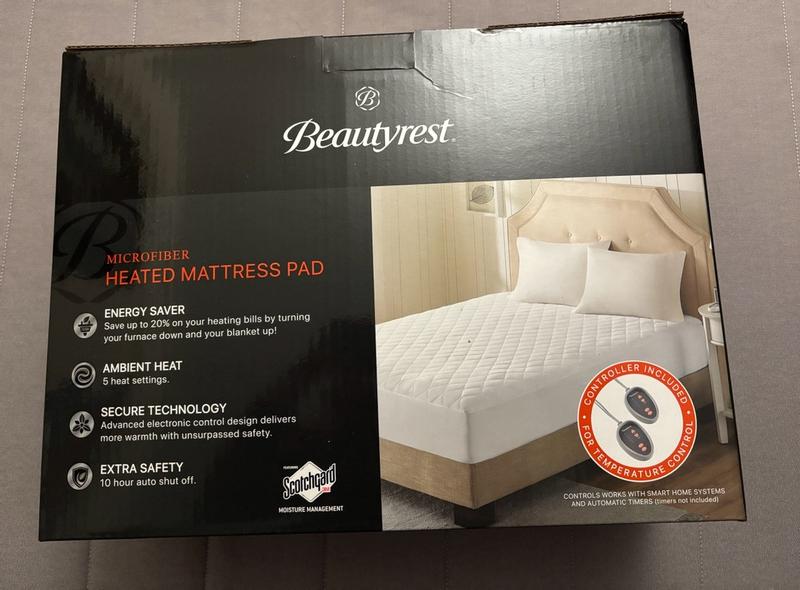 B
Beautyrest®
MICROFIBER
HEATED MATTRESS PAD
ENERGY SAVER
Save up to 20% on your heating bills by turning
your furnace down and your blanket up!
AMBIENT HEAT
5 heat settings.
SECURE TECHNOLOGY
Advanced electronic control design delivers
more warmth with unsurpassed safety.
EXTRA SAFETY
10 hour auto shut off.
FEATURING
Scotchgard
3M
MOISTURE MANAGEMENT
• CONTROLLER INCLUDED •
FOR TEMPERATURE CONTROL
CONTROLS WORKS WITH SMART HOME SYSTEMS
AND AUTOMATIC TIMERS (timers not included)